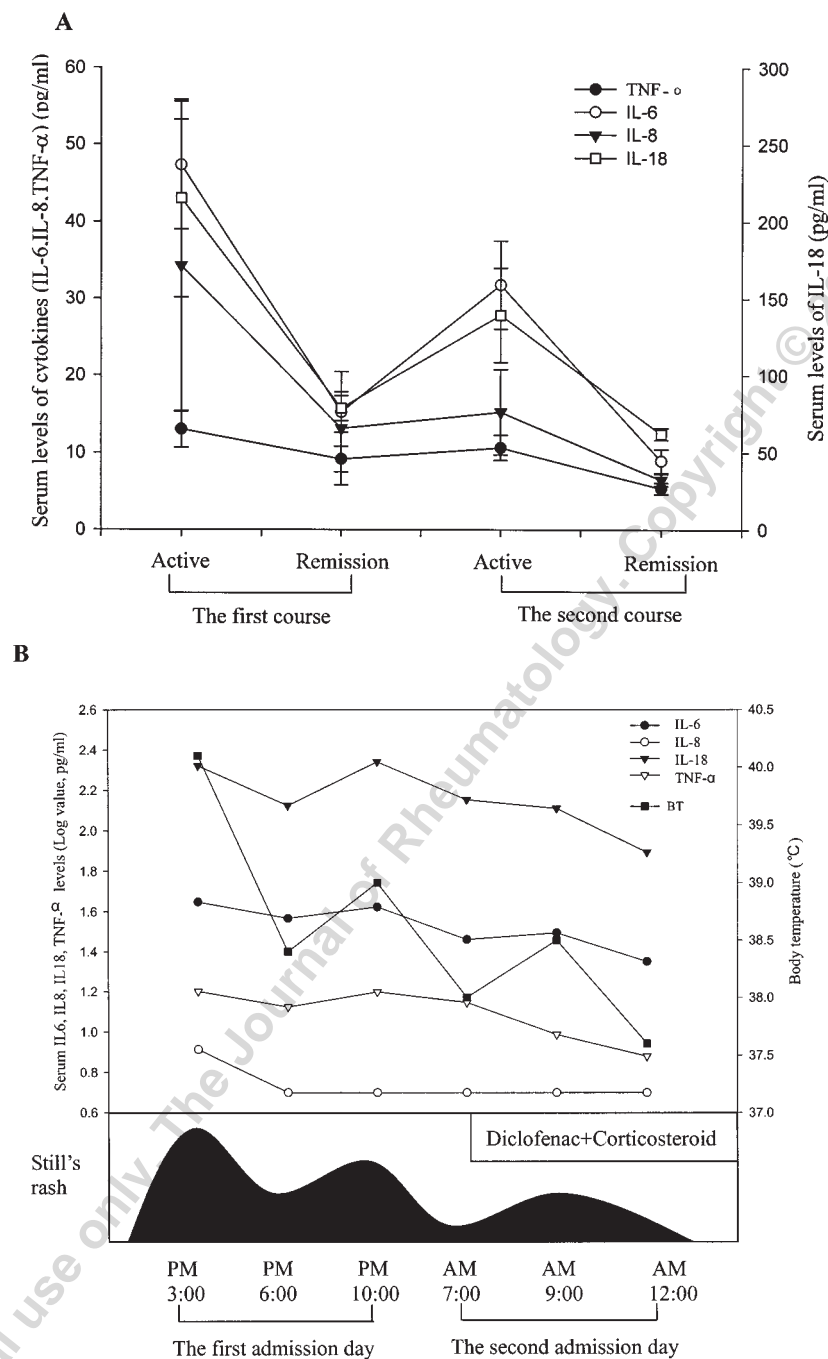 A
Serum levels of cytokines (IL-6.IL-8.TNF-α) (pg/ml)
60
50
40
30
20
10
0
300
250
200
150
100
50
0
Serum levels of IL-18 (pg/ml)
TNF-α
IL-6
IL-8
IL-18
Active Remission Active Remission
The first course The second course
B
Serum IL6, IL8, IL18, TNF-α levels (Log value, pg/ml)
2.6
2.4
2.2
2.0
1.8
1.6
1.4
1.2
1.0
0.8
0.6
40.5
40.0
39.5
39.0
38.5
38.0
37.5
37.0
Body temperature (℃)
IL-6
IL-8
IL-18
TNF-α
BT
Diclofenac+Corticosteroid
Still's
rash
PM PM PM AM AM AM
3:00 6:00 10:00 7:00 9:00 12:00
The first admission day The second admission day
use only. The Journal of Rheumatology. Copyright ©